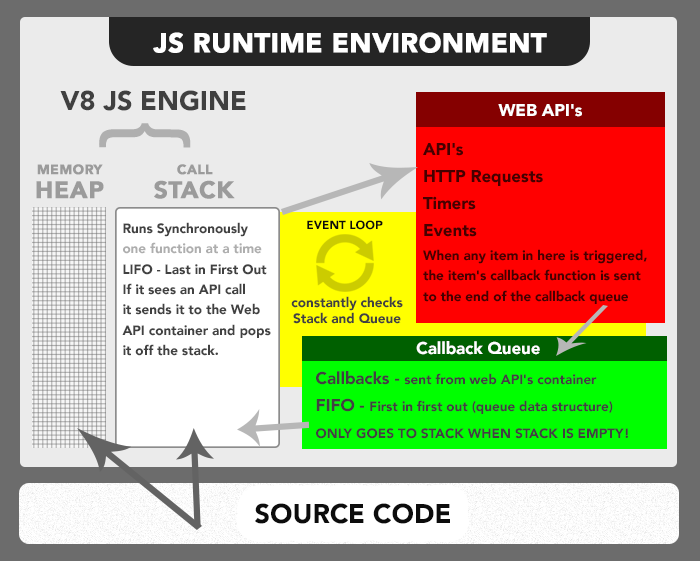 JS RUNTIME ENVIRONMENT
V8 JS ENGINE
MEMORY
HEAP
CALL
STACK
Runs Synchronously
one function at a time
LIFO - Last in First Out
If it sees an API call
it sends it to the Web
API container and pops
it off the stack.
EVENT LOOP
constantly checks
Stack and Queue
WEB API's
API's
HTTP Requests
Timers
Events
When any item in here is triggered,
the item's callback function is sent
to the end of the callback queue
Callback Queue
Callbacks - sent from web API's container
FIFO - First in first out (queue data structure)
ONLY GOES TO STACK WHEN STACK IS EMPTY!
SOURCE CODE